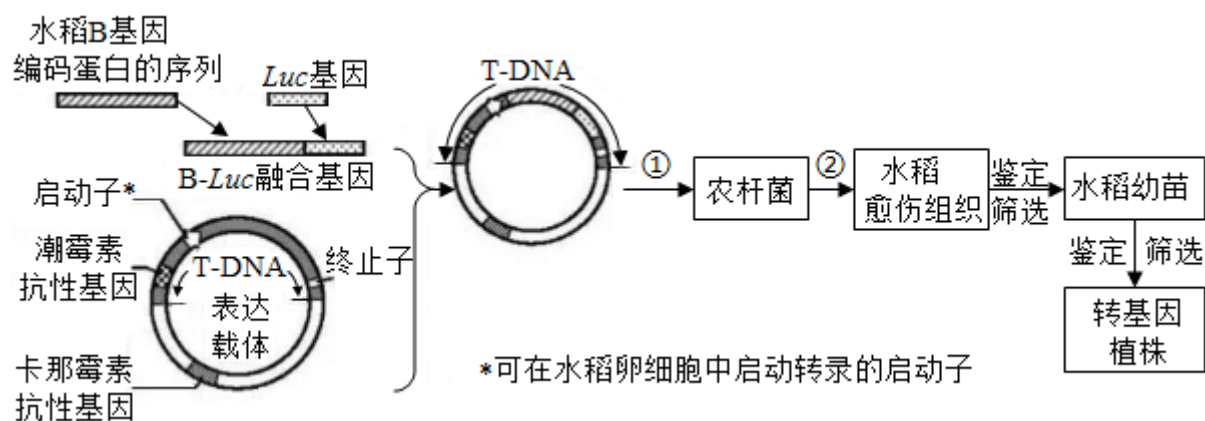 水稻B基因
编码蛋白的序列
Luc基因
B-Luc融合基因
启动子*
潮霉素
抗性基因
T-DNA
表达
载体
终止子
卡那霉素
抗性基因
T-DNA
①
农杆菌
②
水稻
愈伤组织
鉴定
筛选
水稻幼苗
鉴定 筛选
转基因
植株
*可在水稻卵细胞中启动转录的启动子